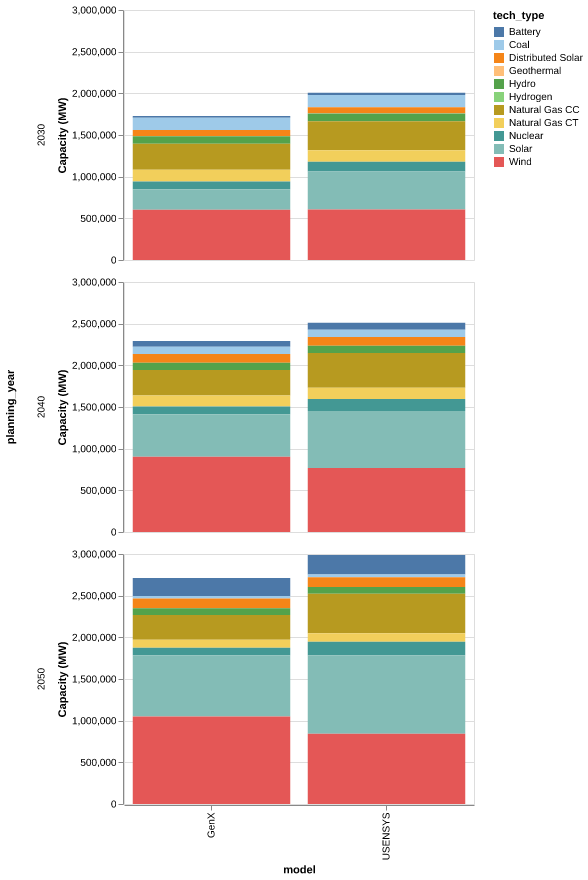 tech_type
Battery
Coal
Distributed Solar
Geothermal
Hydro
Hydrogen
Natural Gas CC
Natural Gas CT
Nuclear
Solar
Wind
planning_year
2030
Capacity (MW)
3,000,000
2,500,000
2,000,000
1,500,000
1,000,000
500,000
0
2040
Capacity (MW)
3,000,000
2,500,000
2,000,000
1,500,000
1,000,000
500,000
0
2050
Capacity (MW)
3,000,000
2,500,000
2,000,000
1,500,000
1,000,000
500,000
0
GenX
USENSYS
model